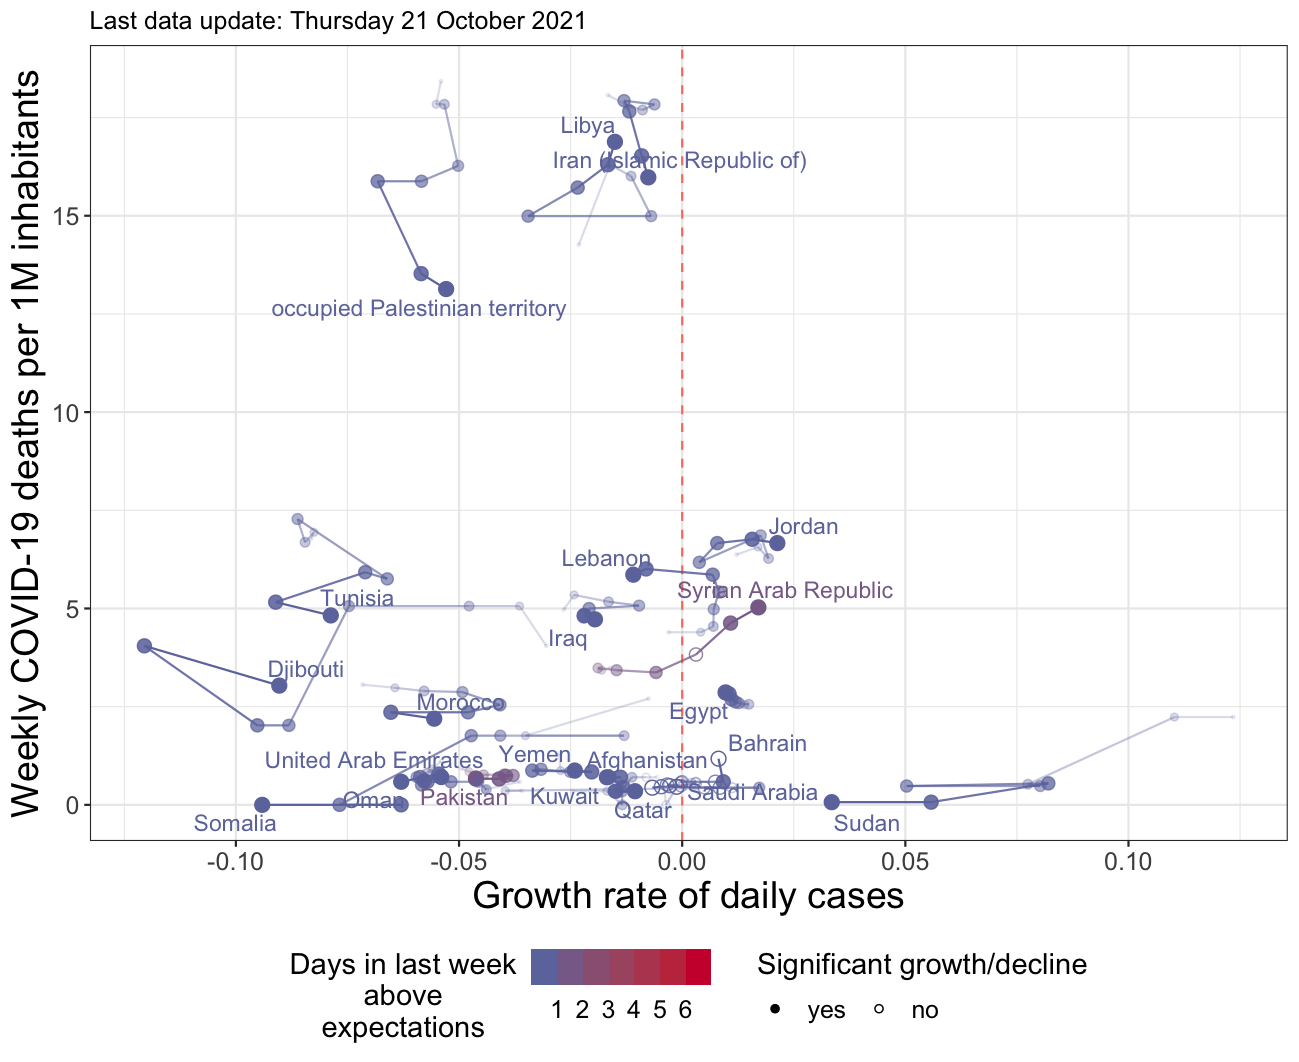 Last data update: Thursday 21 October 2021
Weekly COVID-19 deaths per 1M inhabitants
15
10
5
0
Libya
Iran (Islamic Republic of)
occupied Palestinian territory
Jordan
Lebanon
Syrian Arab Republic
Tunisia
Iraq
Djibouti
Morocco
Egypt
Bahrain
United Arab Emirates
Yemen
Afghanistan
Oman
Pakistan
Kuwait
Saudi Arabia
Qatar
Somalia
Sudan
-0.10
-0.05
0.00
0.05
0.10
Growth rate of daily cases
Days in last week
above
expectations
1 2 3 4 5 6
Significant growth/decline
yes
no